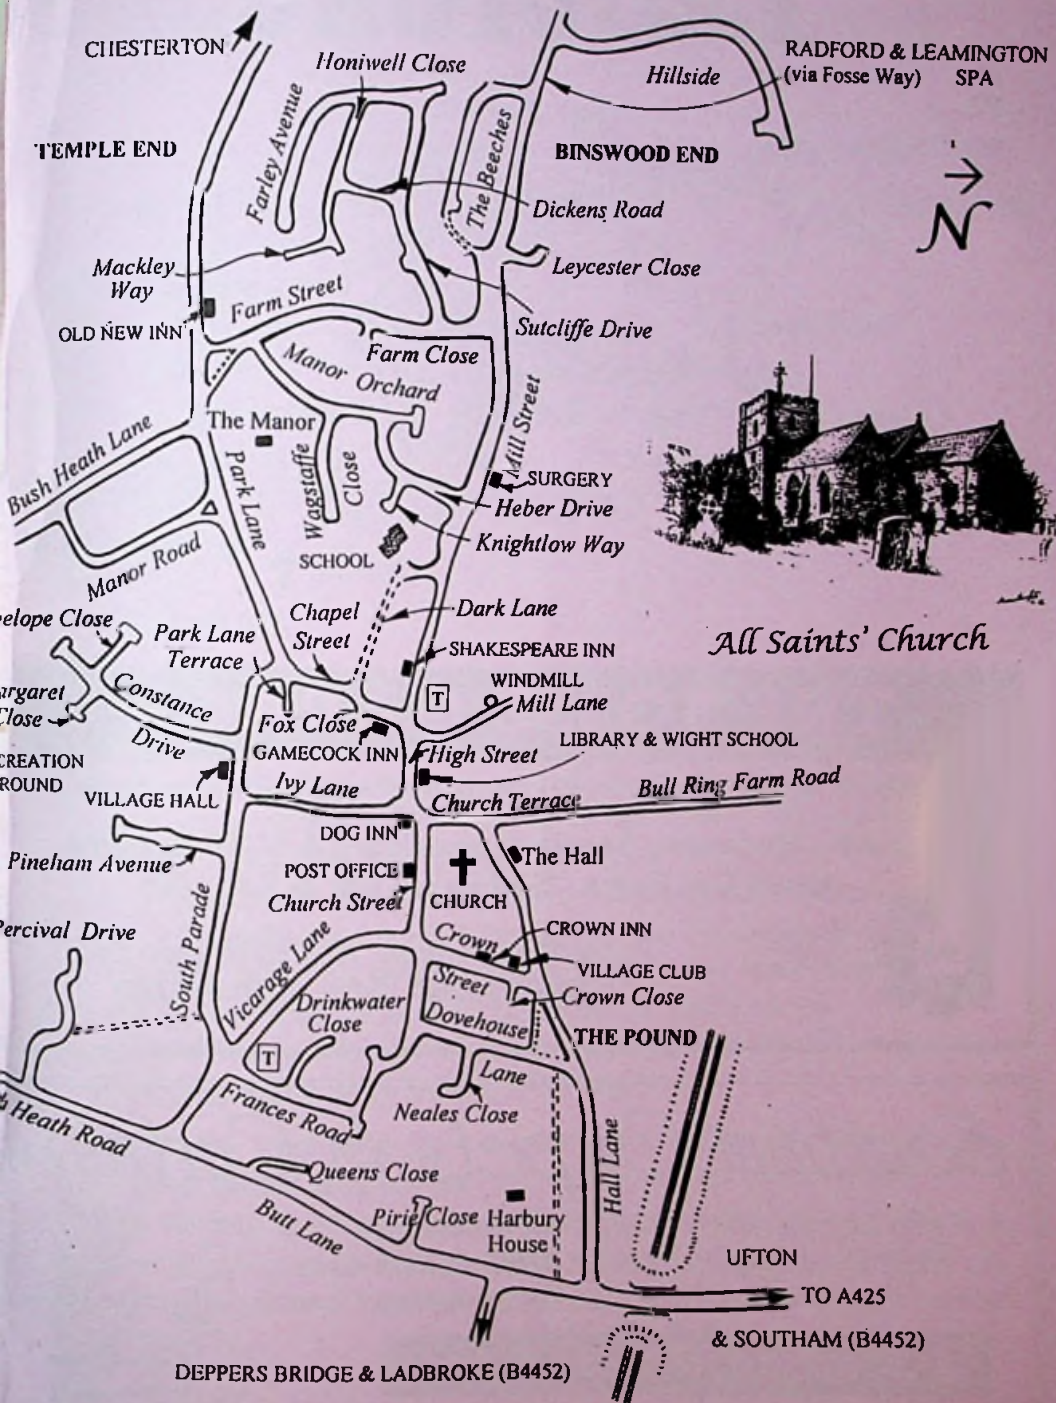 CHESTERTON
Honiwell Close
RADFORD & LEAMINGTON
(via Fosse Way) SPA
Hillside
Farley Avenue
TEMPLE END
The Beeches
BINSWOOD END
Dickens Road
N
Mackley
Way
Leycester Close
Farm Street
OLD NEW INN
Sutcliffe Drive
Farm Close
Manor Orchard
The Manor
Mill Street
Bush Heath Lane
Park Lane
Wagstaffe
Close
SURGERY
Heber Drive
Knightlow Way
SCHOOL
Manor Road
Chapel
Street
Dark Lane
elope Close
Park Lane
Terrace
SHAKESPEARE INN
All Saints' Church
argaret
Close
Constance
Drive
T
WINDMILL
Mill Lane
Fox Close
GAMECOCK INN
High Street
LIBRARY & WIGHT SCHOOL
CREATION
ROUND
VILLAGE HALL
Ivy Lane
Church Terrace
Bull Ring Farm Road
DOG INN
Pineham Avenue
POST OFFICE
The Hall
Church Street
CHURCH
Percival Drive
South Parade
Vicarage Lane
Crown
Street
CROWN INN
VILLAGE CLUB
Crown Close
Drinkwater
Close
Dovehouse
Lane
THE POUND
T
Frances Road
Neales Close
Heath Road
Queens Close
Hall Lane
Butt Lane
Pirie Close
Harbury
House
UFTON
TO A425
& SOUTHAM (B4452)
DEPPERS BRIDGE & LADBROKE (B4452)